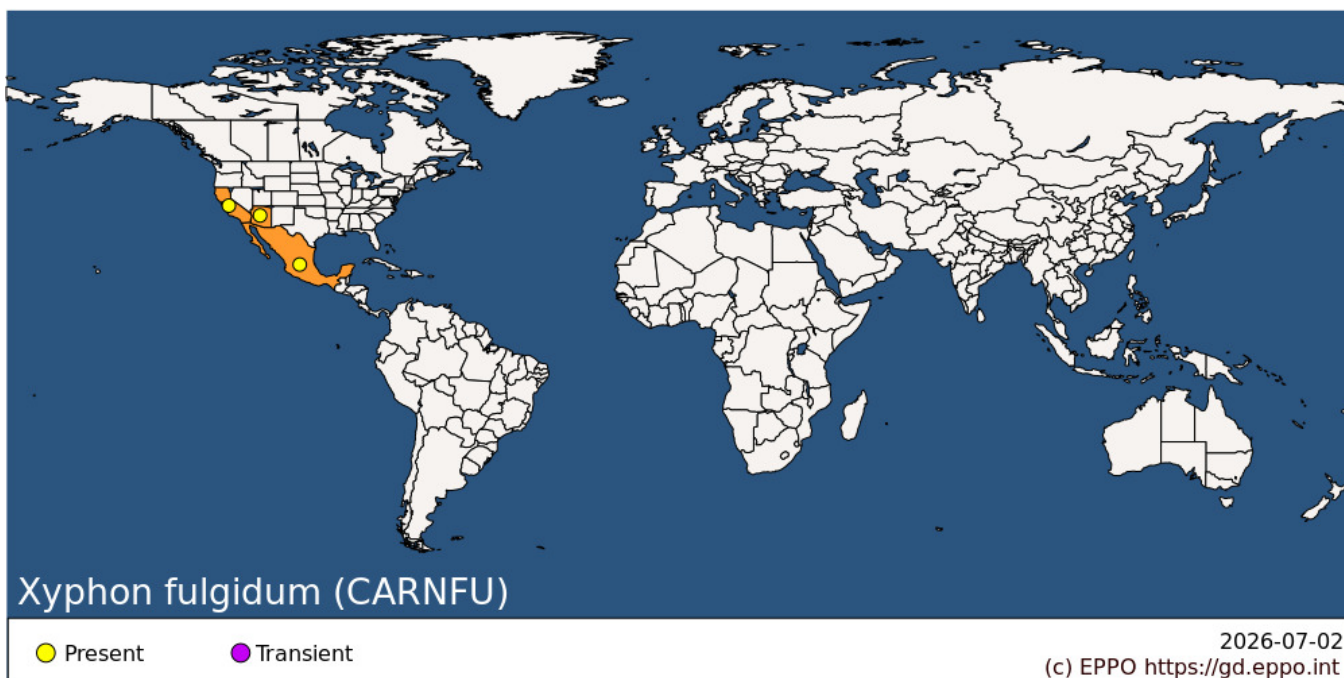 Xyphon fulgidum (CARNFU)
Present
Transient
2026-07-02
(c) EPPO https://gd.eppo.int